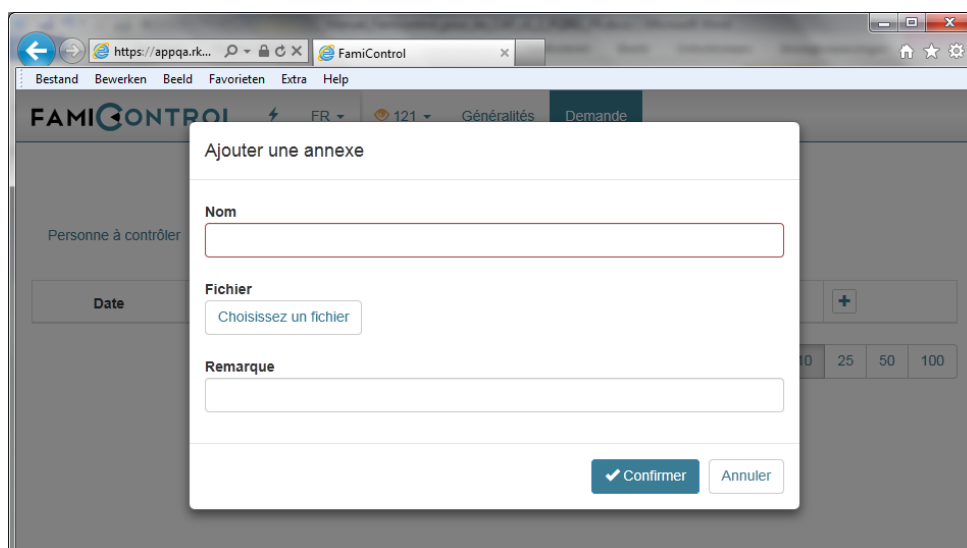 https://appqa.rk...
FamiControl
Bestand Bewerken Beeld Favorieten Extra Help
FAMICONTROL FR 121 Généralités Demande
Ajouter une annexe
Nom
Personne à contrôler
Fichier
Date
Choisissez un fichier
Remarque
10 25 50 100
Confirmer Annuler